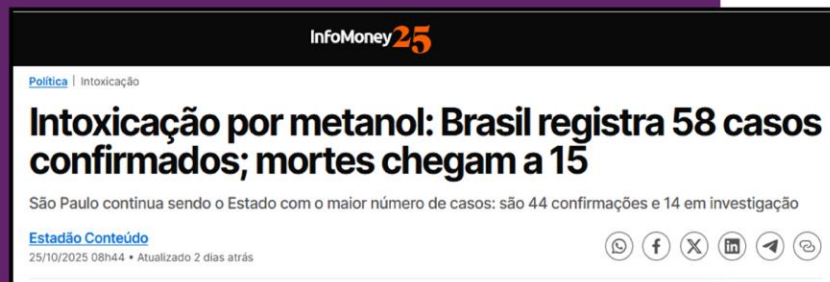 InfoMoney 25
Política | Intoxicação
Intoxicação por metanol: Brasil registra 58 casos
confirmados; mortes chegam a 15
São Paulo continua sendo o Estado com o maior número de casos: são 44 confirmações e 14 em investigação
Estadão Conteúdo
25/10/2025 08h44 • Atualizado 2 dias atrás